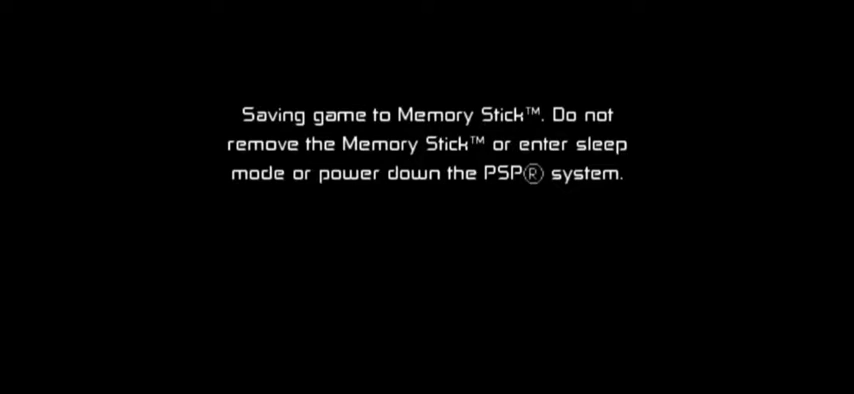 Saving game to Memory Stick™. Do not
remove the Memory Stick™ or enter sleep
mode or power down the PSP® system.